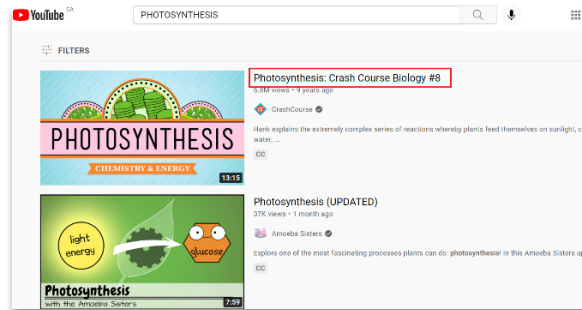 YouTube CA
PHOTOSYNTHESIS
FILTERS
PHOTOSYNTHESIS
CHEMISTRY & ENERGY
13:15
Photosynthesis: Crash Course Biology #8
6.8M views • 9 years ago
CC CrashCourse
Hank explains the extremely complex series of reactions whereby plants feed themselves on sunlight, c
water, ...
CC
light
energy
glucose
Photosynthesis
with the Amoeba Sisters
7:59
Photosynthesis (UPDATED)
37K views • 1 month ago
Amoeba Sisters
Explore one of the most fascinating processes plants can do: photosynthesis! In this Amoeba Sisters up
CC